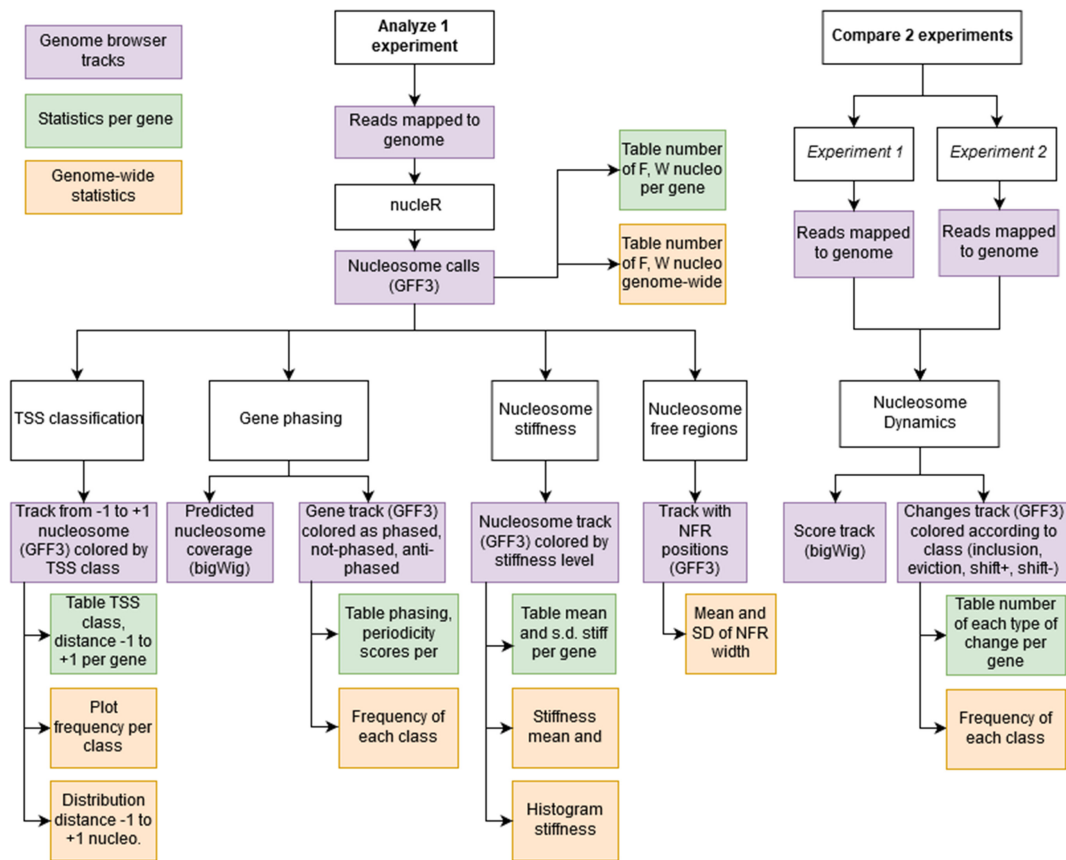 Genome browser
tracks
Statistics per gene
Genome-wide
statistics
Analyze 1
experiment
Reads mapped to
genome
nucleR
Nucleosome calls
(GFF3)
Table number
of F, W nucleo
per gene
Table number
of F, W nucleo
genome-wide
Compare 2 experiments
Experiment 1
Experiment 2
Reads mapped
to genome
Reads mapped
to genome
TSS classification
Gene phasing
Nucleosome
stiffness
Nucleosome
free regions
Nucleosome
Dynamics
Track from -1 to +1
nucleosome
(GFF3) colored by
TSS class
Predicted
nucleosome
coverage
(bigWig)
Gene track (GFF3)
colored as phased,
not-phased, anti-
phased
Nucleosome track
(GFF3) colored by
stiffness level
Track with
NFR
positions
(GFF3)
Score track
(bigWig)
Changes track (GFF3)
colored according to
class (inclusion,
eviction, shift+, shift-)
Table TSS
class,
distance -1 to
+1 per gene
Table phasing,
periodicity
scores per
Table mean
and s.d. stiff
per gene
Mean and
SD of NFR
width
Table number
of each type of
change per
gene
Plot
frequency per
class
Frequency of
each class
Stiffness
mean and
Frequency of
each class
Distribution
distance -1 to
+1 nucleo.
Histogram
stiffness